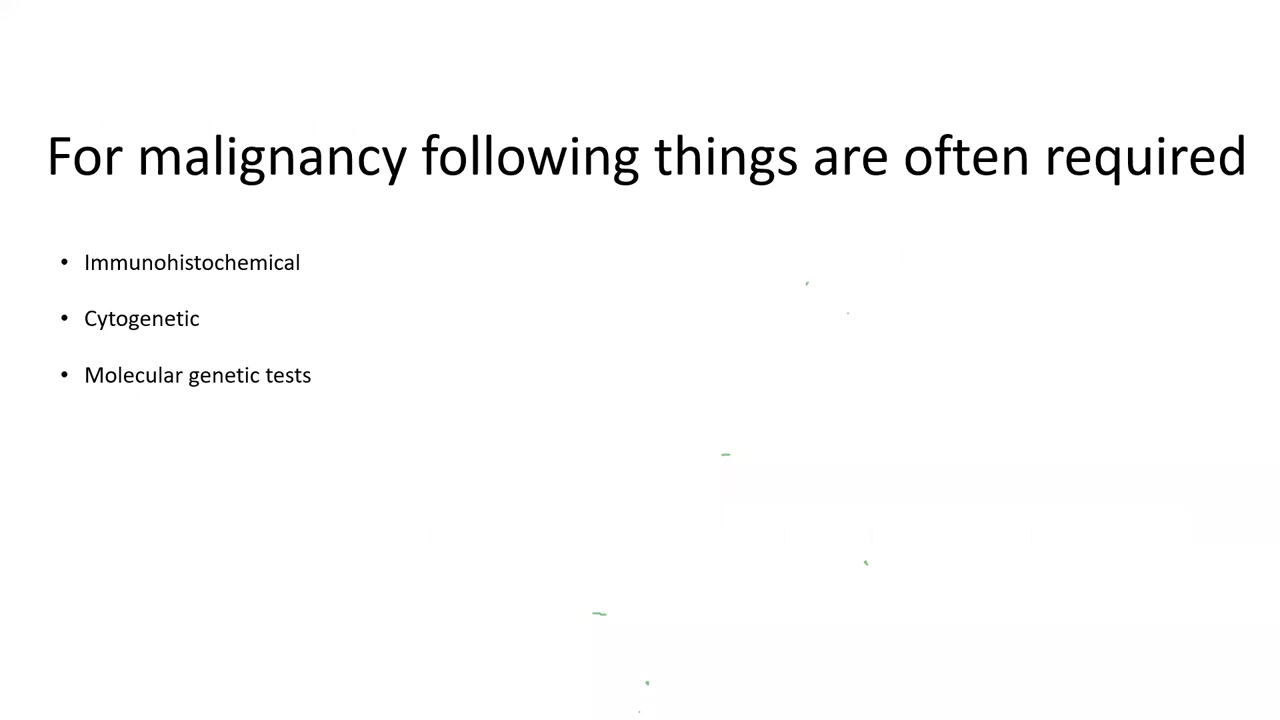 For malignancy following things are often required
• Immunohistochemical
• Cytogenetic
• Molecular genetic tests